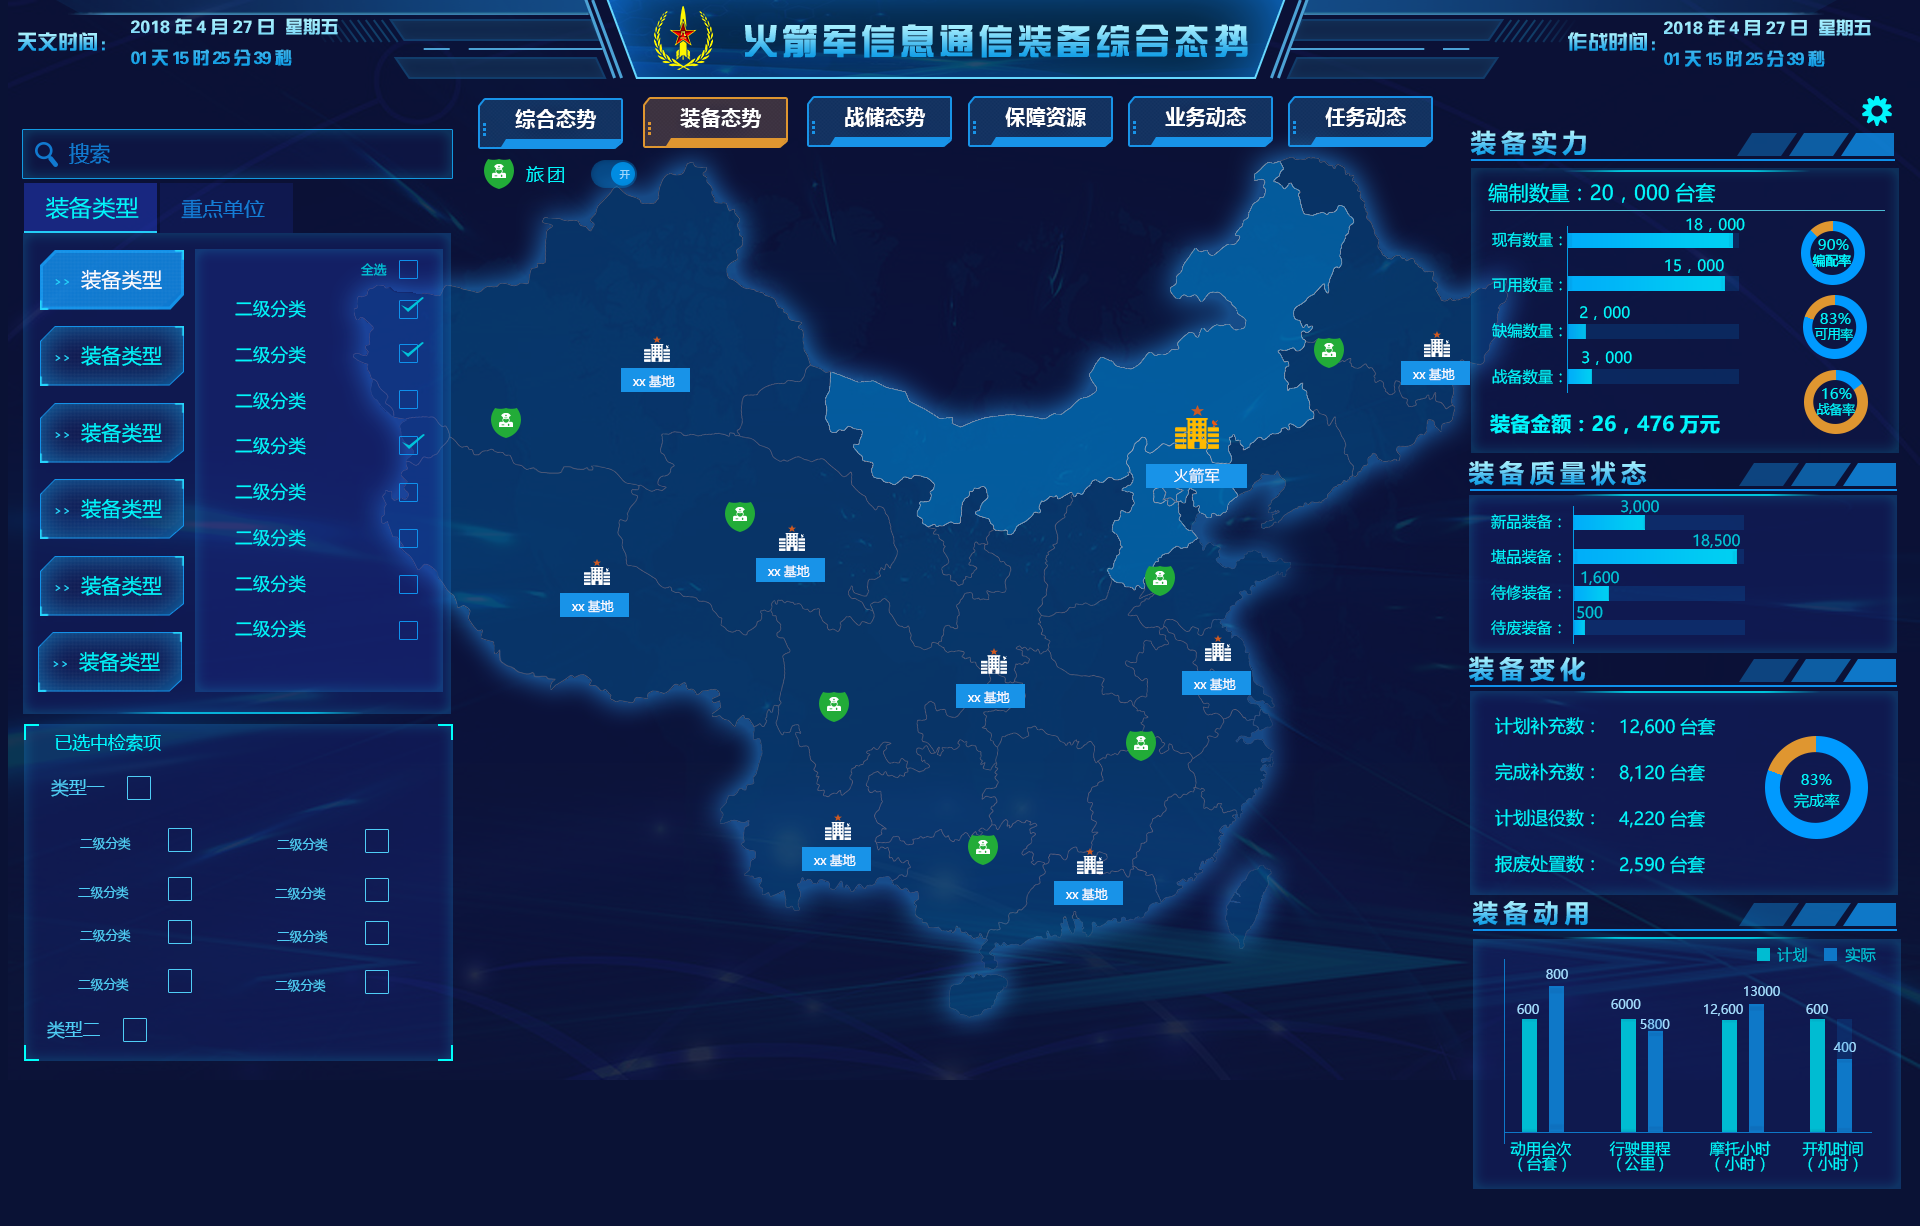 天文时间：
2018 年 4 月 27 日 星期五
01 天 15 时 25 分 39 秒
火箭军信息通信装备综合态势
作战时间：
2018 年 4 月 27 日 星期五
01 天 15 时 25 分 39 秒
综合态势
装备态势
战储态势
保障资源
业务动态
任务动态
搜索
旅团
开
装备类型
重点单位
装备类型
装备类型
装备类型
装备类型
装备类型
装备类型
全选
二级分类
二级分类
二级分类
二级分类
二级分类
二级分类
二级分类
二级分类
已选中检索项
类型一
二级分类
二级分类
二级分类
二级分类
二级分类
二级分类
二级分类
二级分类
类型二
xx 基地
xx 基地
火箭军
xx 基地
xx 基地
xx 基地
xx 基地
xx 基地
xx 基地
装备实力
编制数量：20，000 台套
现有数量：
18，000
可用数量：
15，000
缺编数量：
2，000
战备数量：
3，000
90%
编配率
83%
可用率
16%
战备率
装备金额：26，476 万元
装备质量状态
新品装备：
3,000
堪品装备：
18,500
待修装备：
1,600
待废装备：
500
装备变化
计划补充数： 12,600 台套
完成补充数： 8,120 台套
计划退役数： 4,220 台套
报废处置数： 2,590 台套
83%
完成率
装备动用
计划
实际
600
800
6000
5800
12,600
13000
600
400
动用台次
（台套）
行驶里程
（公里）
摩托小时
（小时）
开机时间
（小时）